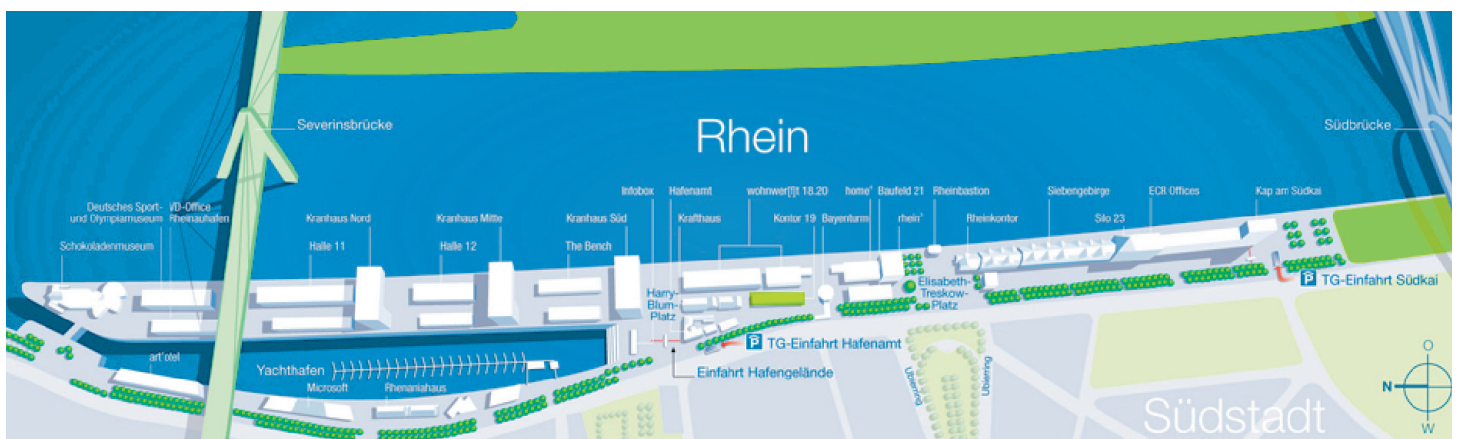 Severinsbrücke
Rhein
Südbrücke
Deutsches Sport-
und Olympiamuseum
VD-Office
Rheinauhafen
Schokoladenmuseum
Kranhaus Nord
Halle 11
Kranhaus Mitte
Halle 12
Kranhaus Süd
The Bench
Infobox
Hafenamt
Krafthaus
wohnwer[f]t 18.20
Kontor 19
Bayenturm
home⁴
Baufeld 21
rhein³
Rheinbastion
Rheinkontor
Siebengebirge
Silo 23
ECR Offices
Kap am Südkai
Harry-
Blum-
Platz
Elisabeth-
Treskow-
Platz
P TG-Einfahrt Südkai
P TG-Einfahrt Hafenamt
Einfahrt Hafengelände
art'otel
Yachthafen
Microsoft
Rhenaniahaus
Ubierring
Ubierring
Südstadt
O
N
W